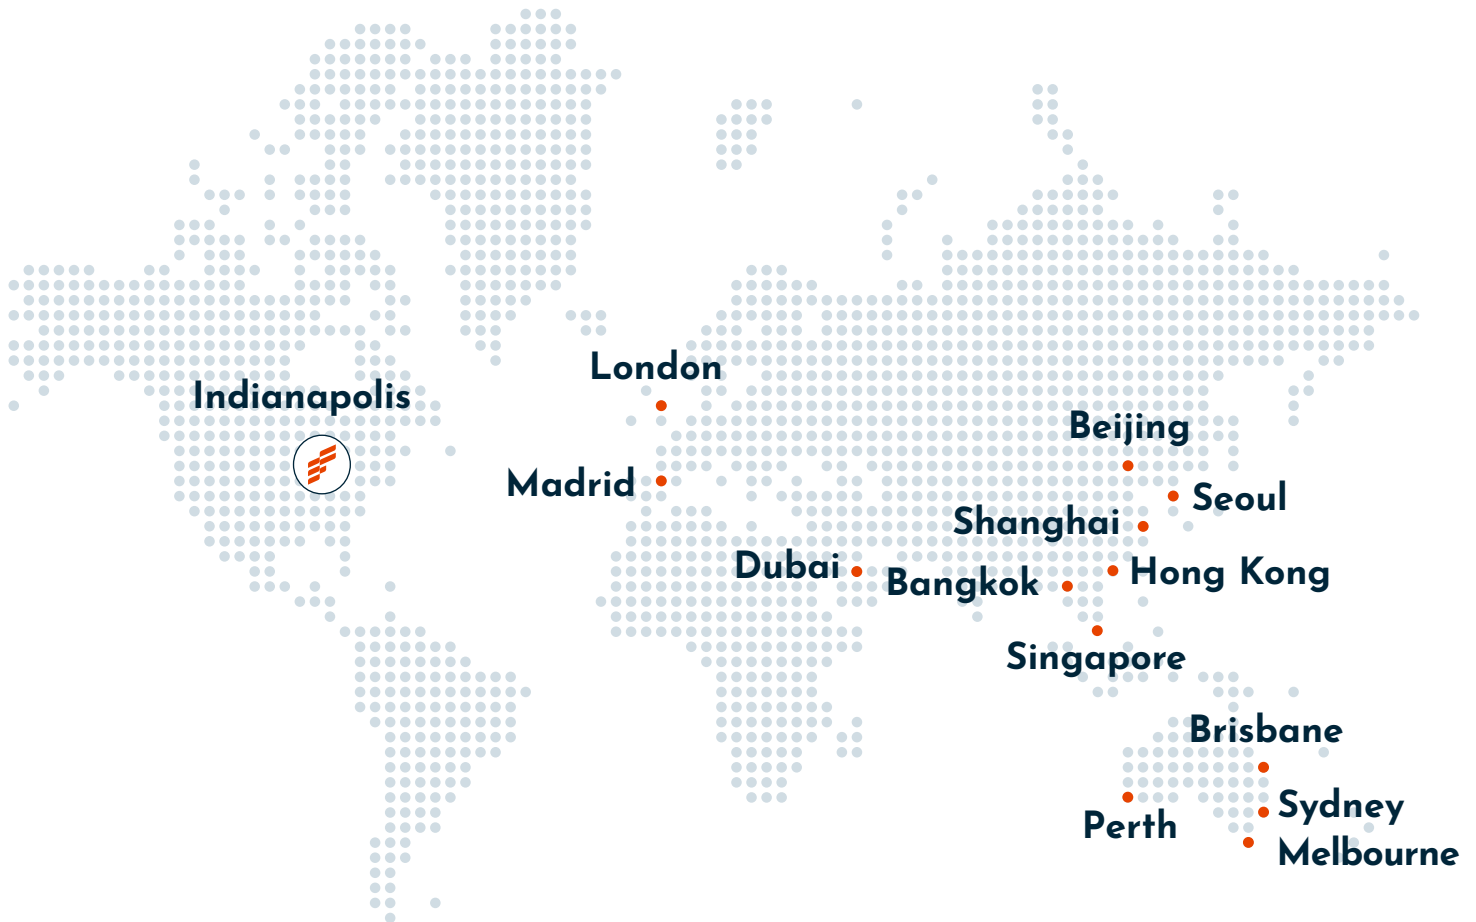 London
Indianapolis
Beijing
Madrid
Seoul
Shanghai
Dubai
Bangkok
Hong Kong
Singapore
Brisbane
Sydney
Perth
Melbourne